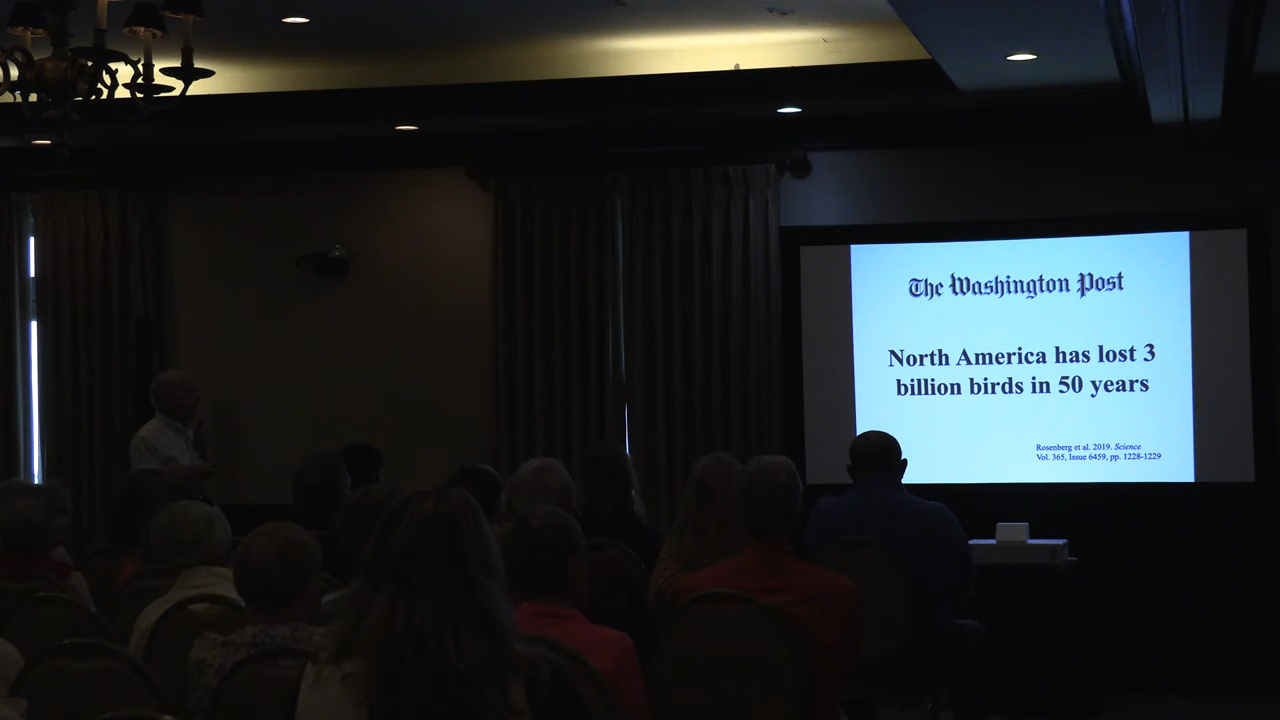 The Washington Post
North America has lost 3
billion birds in 50 years
Rosenberg et al. 2019. Science
Vol. 365, Issue 6459, pp. 1228-1229